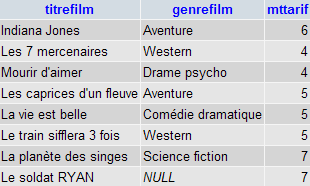 titrefilm genrefilm mttarif
Indiana Jones Aventure 6
Les 7 mercenaires Western 4
Mourir d'aimer Drame psycho 4
Les caprices d'un fleuve Aventure 5
La vie est belle Comédie dramatique 5
Le train sifflera 3 fois Western 5
La planète des singes Science fiction 7
Le soldat RYAN NULL 7